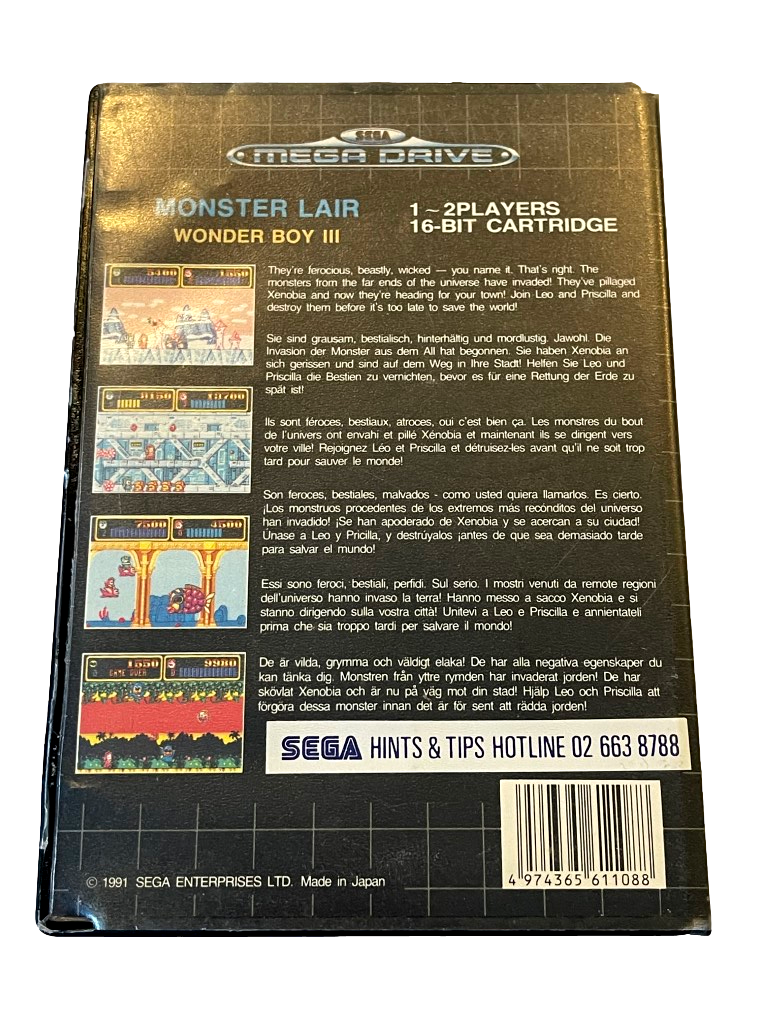 SEGA
MEGA DRIVE
MONSTER LAIR
WONDER BOY III
1~2PLAYERS
16-BIT CARTRIDGE
They're ferocious, beastly, wicked — you name it. That's right. The
monsters from the far ends of the universe have invaded! They've pillaged
Xenobia and now they're heading for your town! Join Leo and Priscilla and
destroy them before it's too late to save the world!
Sie sind grausam, bestialisch, hinterhältig und mordlustig. Jawohl. Die
Invasion der Monster aus dem All hat begonnen. Sie haben Xenobia an
sich gerissen und sind auf dem Weg in Ihre Stadt! Helfen Sie Leo und
Priscilla die Bestien zu vernichten, bevor es für eine Rettung der Erde zu
spät ist!
Ils sont féroces, bestiaux, atroces, oui c'est bien ça. Les monstres du bout
de l'univers ont envahi et pillé Xénobia et maintenant ils se dirigent vers
votre ville! Rejoignez Léo et Priscilla et détruisez-les avant qu'il ne soit trop
tard pour sauver le monde!
Son feroces, bestiales, malvados - como usted quiera llamarlos. Es cierto.
¡Los monstruos procedentes de los extremos más recónditos del universo
han invadido! ¡Se han apoderado de Xenobia y se acercan a su ciudad!
Únase a Leo y Pricilla, y destrúyalos ¡antes de que sea demasiado tarde
para salvar el mundo!
Essi sono feroci, bestiali, perfidi. Sul serio. I mostri venuti da remote regioni
dell'universo hanno invaso la terra! Hanno messo a sacco Xenobia e si
stanno dirigendo sulla vostra città! Unitevi a Leo e Priscilla e annientateli
prima che sia troppo tardi per salvare il mondo!
De är vilda, grymma och väldigt elaka! De har alla negativa egenskaper du
kan tänka dig. Monstren från yttre rymden har invaderat jorden! De har
skövlat Xenobia och är nu på väg mot din stad! Hjälp Leo och Priscilla att
förgöra dessa monster innan det är för sent att rädda jorden!
5400
9150 13700
7500 4500
1550 9980
GAME OVER
SEGA HINTS & TIPS HOTLINE 02 663 8788
4 974365 611088
© 1991 SEGA ENTERPRISES LTD. Made in Japan